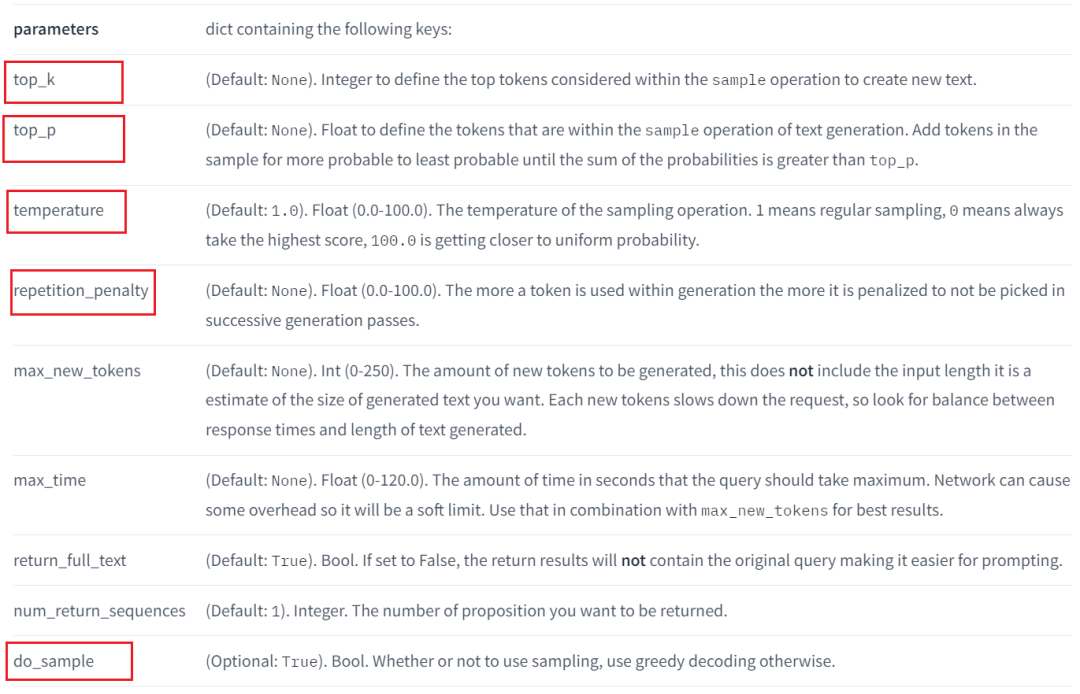 parameters dict containing the following keys:
top_k (Default: None). Integer to define the top tokens considered within the sample operation to create new text.
top_p (Default: None). Float to define the tokens that are within the sample operation of text generation. Add tokens in the
sample for more probable to least probable until the sum of the probabilities is greater than top_p.
temperature (Default: 1.0). Float (0.0-100.0). The temperature of the sampling operation. 1 means regular sampling, 0 means always
take the highest score, 100.0 is getting closer to uniform probability.
repetition_penalty (Default: None). Float (0.0-100.0). The more a token is used within generation the more it is penalized to not be picked in
successive generation passes.
max_new_tokens (Default: None). Int (0-250). The amount of new tokens to be generated, this does not include the input length it is a
estimate of the size of generated text you want. Each new tokens slows down the request, so look for balance between
response times and length of text generated.
max_time (Default: None). Float (0-120.0). The amount of time in seconds that the query should take maximum. Network can cause
some overhead so it will be a soft limit. Use that in combination with max_new_tokens for best results.
return_full_text (Default: True). Bool. If set to False, the return results will not contain the original query making it easier for prompting.
num_return_sequences (Default: 1). Integer. The number of proposition you want to be returned.
do_sample (Optional: True). Bool. Whether or not to use sampling, use greedy decoding otherwise.